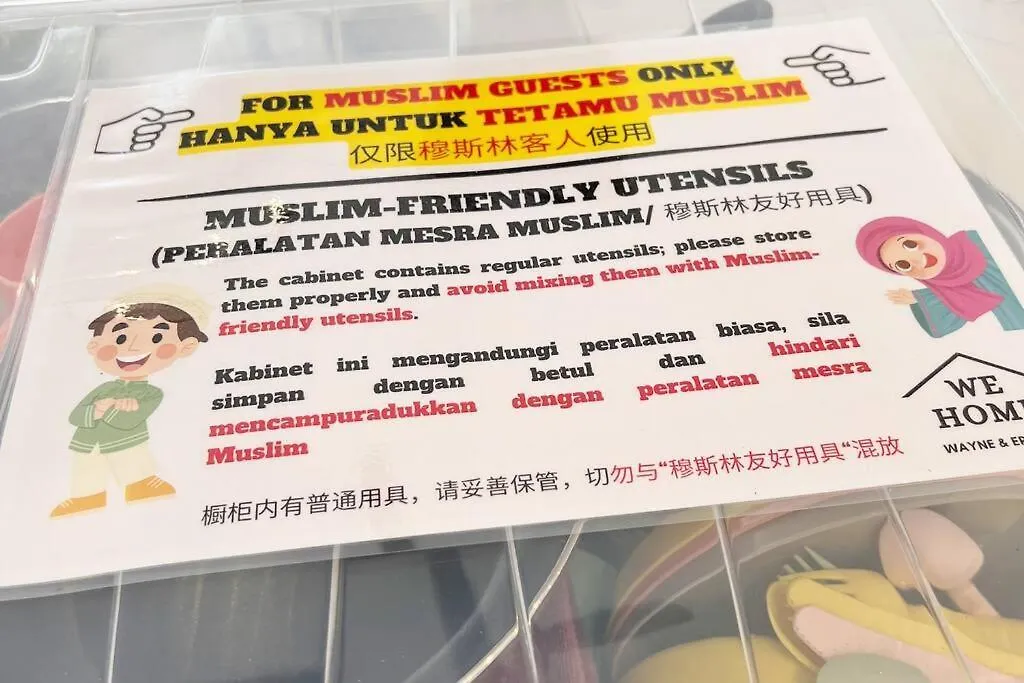 FOR MUSLIM GUESTS ONLY
HANYA UNTUK TETAMU MUSLIM
仅限穆斯林客人使用
MUSLIM-FRIENDLY UTENSILS
(PERALATAN MESRA MUSLIM/ 穆斯林友好用具)
The cabinet contains regular utensils; please store
them properly and avoid mixing them with Muslim-
friendly utensils.
Kabinet ini mengandungi peralatan biasa, sila
simpan dengan betul dan hindari
mencampuradukkan dengan peralatan mesra
Muslim
橱柜内有普通用具，请妥善保管，切勿与“穆斯林友好用具“混放
WE
HOM
WAYNE & ER